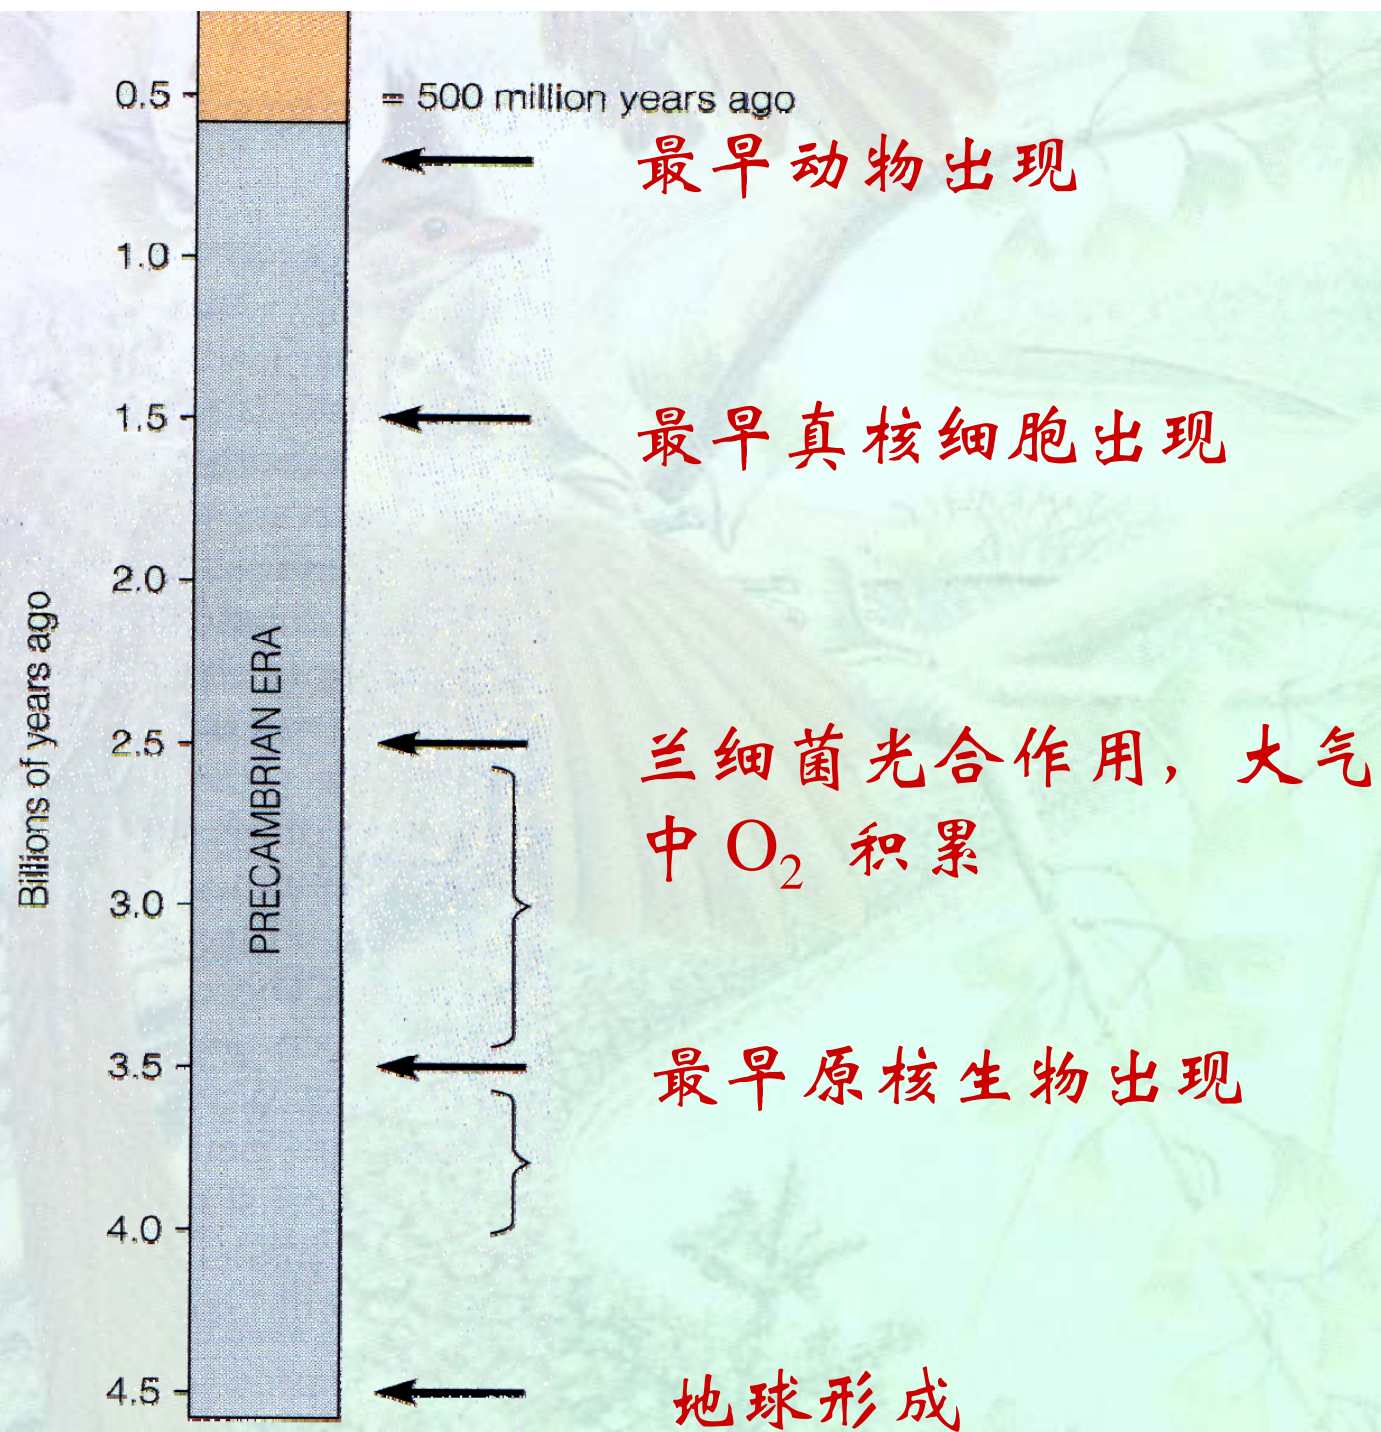 0.5
= 500 million years ago
最早动物出现
1.0
1.5
最早真核细胞出现
2.0
Billions of years ago
PRECAMBRIAN ERA
2.5
兰细菌光合作用，大气
中 O₂ 积累
3.0
3.5
最早原核生物出现
4.0
4.5
地球形成